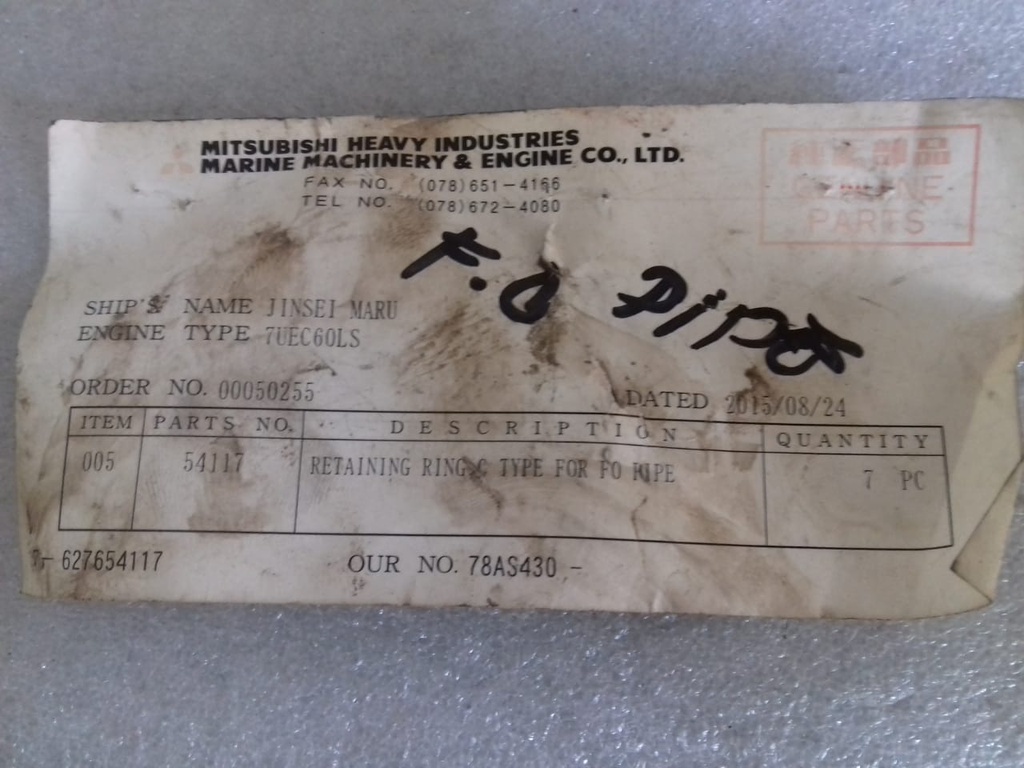 MITSUBISHI HEAVY INDUSTRIES
MARINE MACHINERY & ENGINE CO., LTD.
FAX NO. (078)651-4166
TEL NO. (078)672-4080
GENUINE
PARTS
F.O Pipe
SHIP'S NAME JINSEI MARU
ENGINE TYPE 7UEC60LS
ORDER NO. 00050255 DATED 2015/08/24
ITEM PARTS NO. DESCRIPTION QUANTITY
005 54117 RETAINING RING,C TYPE FOR FO PIPE 7 PC
- 627654117 OUR NO. 78AS430 -